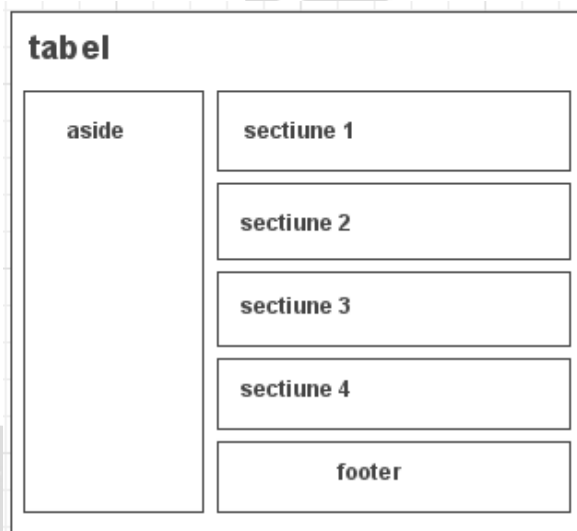 tabel
aside
sectiune 1
sectiune 2
sectiune 3
sectiune 4
footer